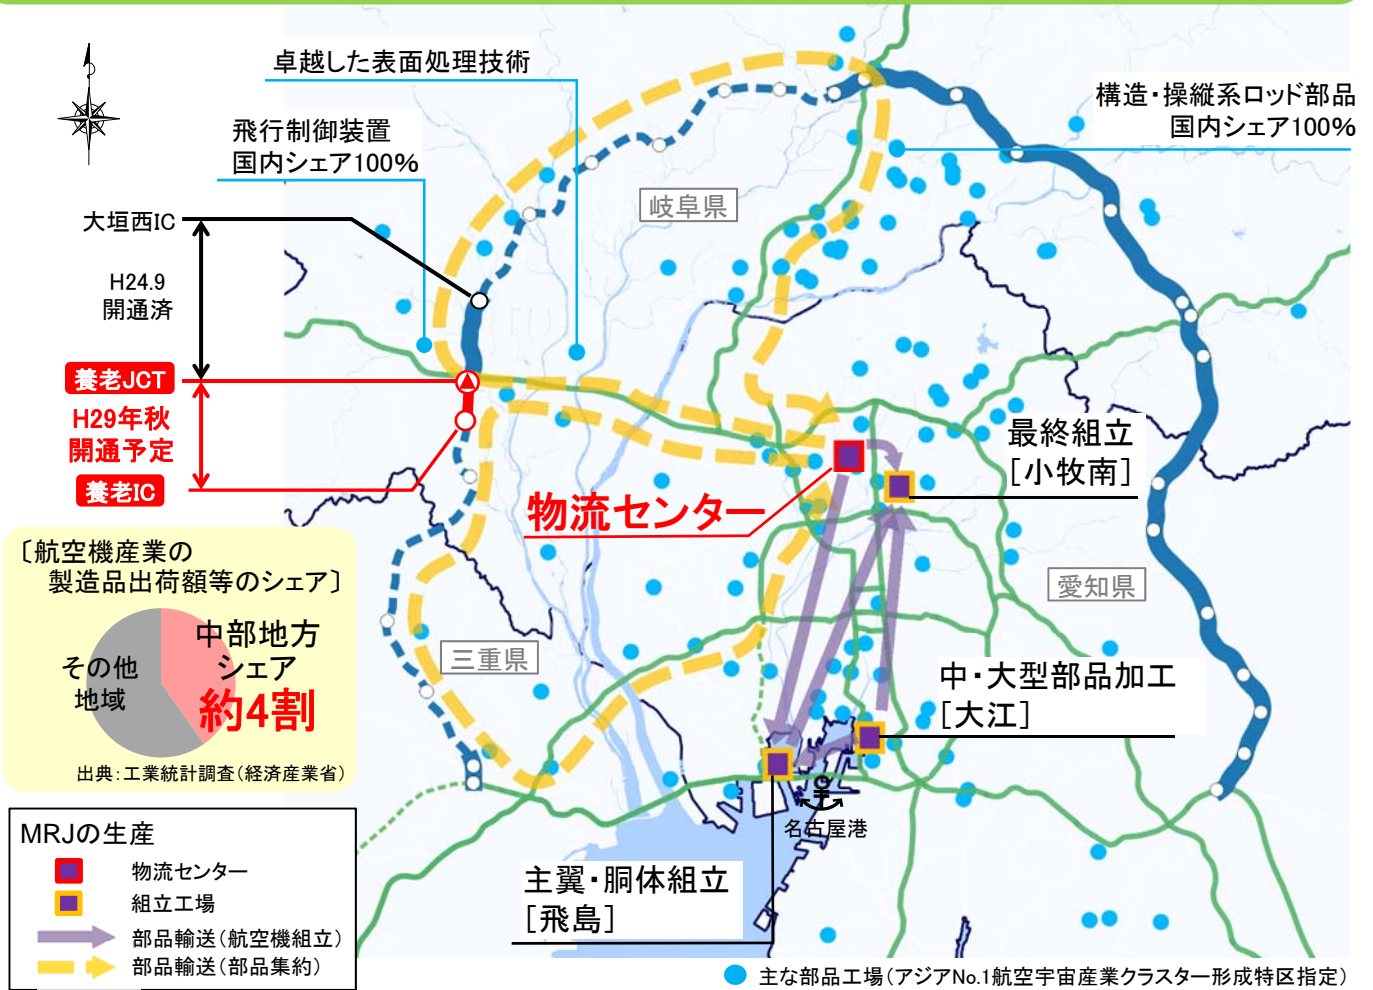 卓越した表面処理技術
飛行制御装置
国内シェア100%
構造・操縦系ロッド部品
国内シェア100%
岐阜県
大垣西IC
H24.9
開通済
養老JCT
H29年秋
開通予定
養老IC
最終組立
［小牧南］
物流センター
〔航空機産業の
製造品出荷額等のシェア〕
中部地方
シェア
約4割
その他
地域
出典：工業統計調査（経済産業省）
愛知県
三重県
中・大型部品加工
［大江］
名古屋港
主翼・胴体組立
［飛島］
MRJの生産
物流センター
組立工場
部品輸送（航空機組立）
部品輸送（部品集約）
主な部品工場（アジアNo.1航空宇宙産業クラスター形成特区指定）